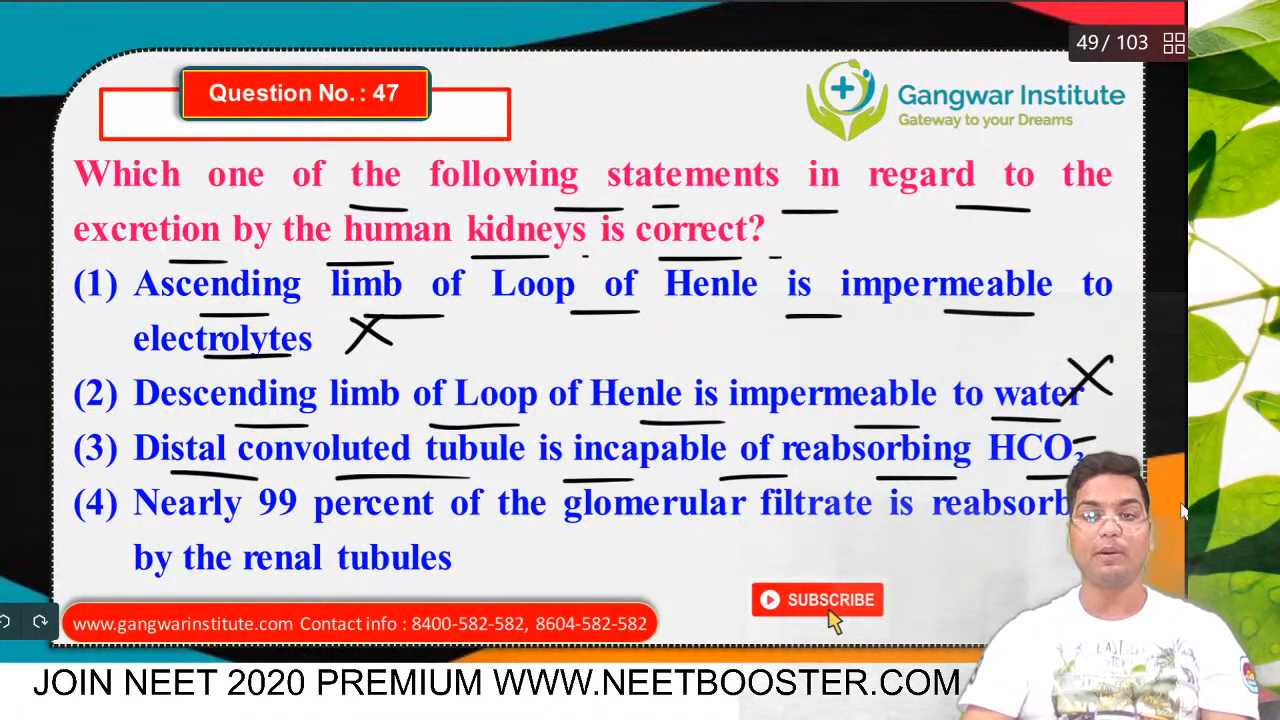 49 / 103
Question No. : 47
Gangwar Institute
Gateway to your Dreams
Which one of the following statements in regard to the
excretion by the human kidneys is correct?
(1) Ascending limb of Loop of Henle is impermeable to
electrolytes
(2) Descending limb of Loop of Henle is impermeable to water
(3) Distal convoluted tubule is incapable of reabsorbing HCO₃
(4) Nearly 99 percent of the glomerular filtrate is
by the renal tubules
SUBSCRIBE
www.gangwarinstitute.com Contact info : 8400-582-582, 8604-582-582
JOIN NEET 2020 PREMIUM WWW.NEETBOOSTER.COM